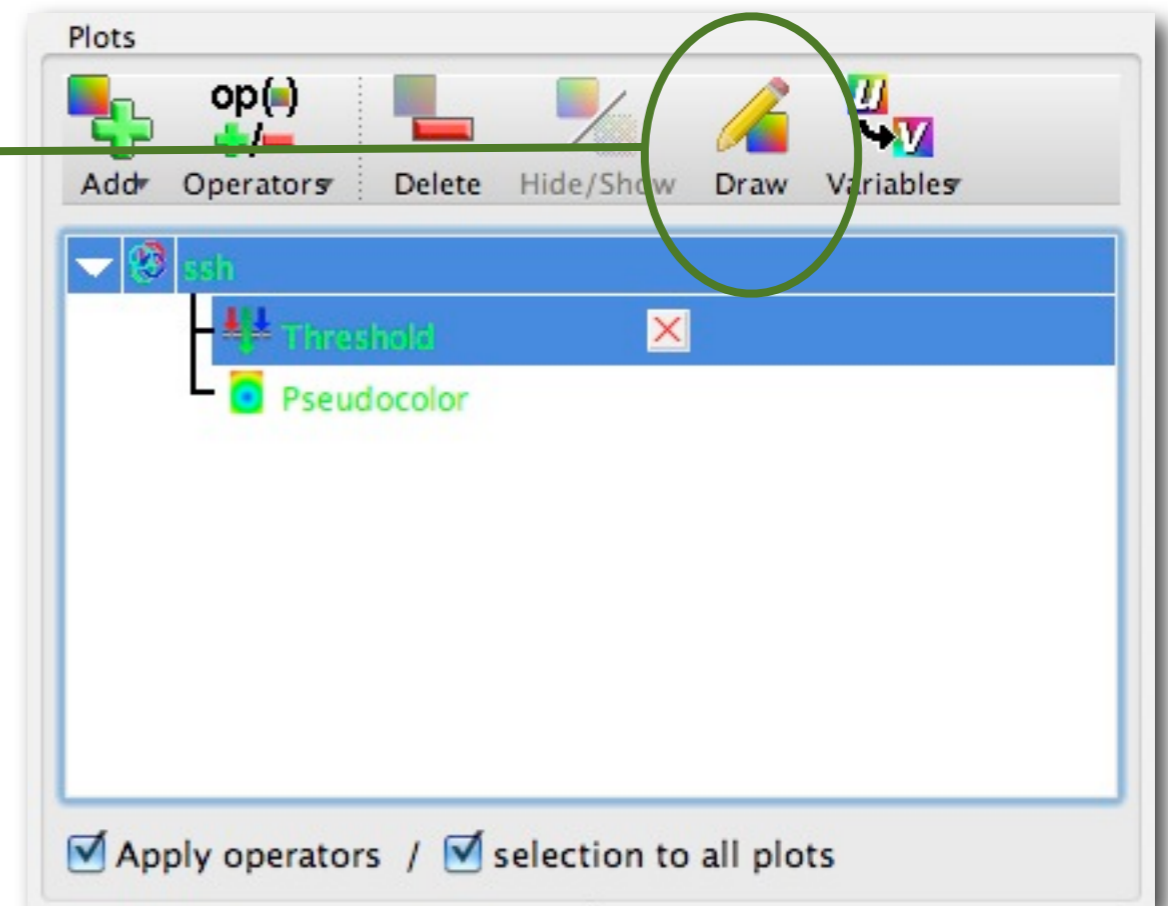 Plots
op( )
+/-
U
V
Add Operators Delete Hide/Show Draw Variables
ssh
Threshold
Pseudocolor
Apply operators / selection to all plots